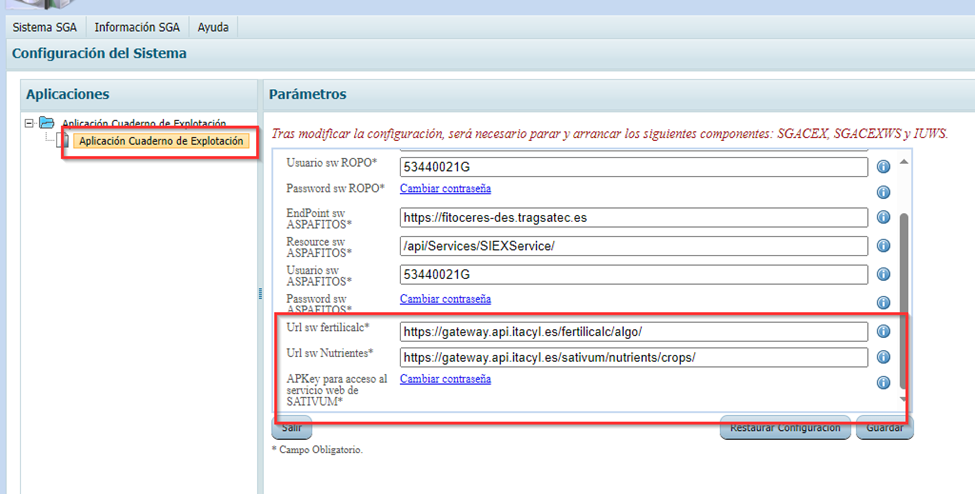 Sistema SGA Información SGA Ayuda
Configuración del Sistema
Aplicaciones
Aplicación Cuaderno de Explotación
Aplicación Cuaderno de Explotación
Parámetros
Tras modificar la configuración, será necesario parar y arrancar los siguientes componentes: SGACEX, SGACEXWS y IUWS.
Usuario sw ROPO* 53440021G
Password sw ROPO* Cambiar contraseña
EndPoint sw
ASPAFITOS* https://fitoceres-des.tragsatec.es
Resource sw
ASPAFITOS* /api/Services/SIEXService/
Usuario sw
ASPAFITOS* 53440021G
Password sw
ASPAFITOS* Cambiar contraseña
Url sw fertilicalc* https://gateway.api.itacyl.es/fertilicalc/algo/
Url sw Nutrientes* https://gateway.api.itacyl.es/sativum/nutrients/crops/
APKey para acceso al
servicio web de
SATIVUM* Cambiar contraseña
Salir Restaurar Configuración Guardar
* Campo Obligatorio.